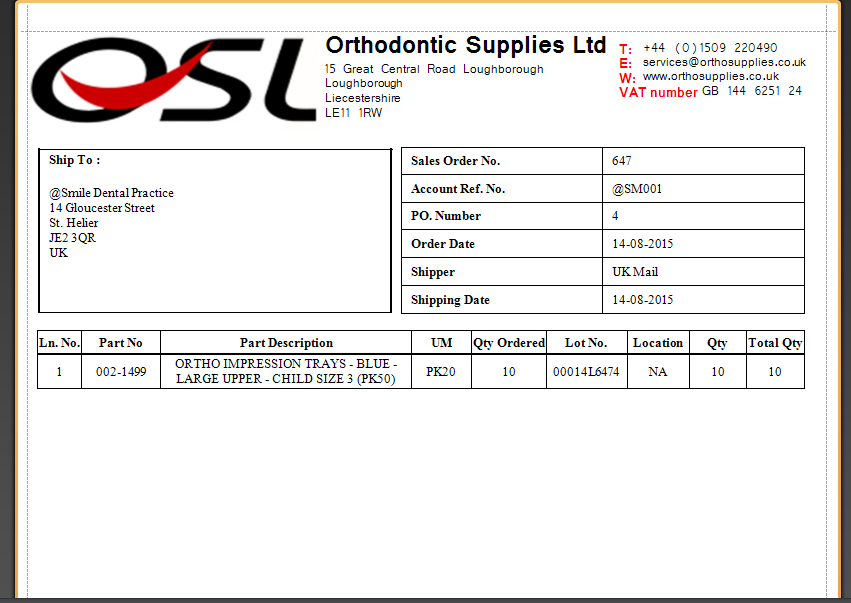 OSL
Orthodontic Supplies Ltd
15 Great Central Road Loughborough
Loughborough
Liecestershire
LE11 1RW
T: +44 (0)1509 220490
E: services@orthosupplies.co.uk
W: www.orthosupplies.co.uk
VAT number GB 144 6251 24
Ship To :
@Smile Dental Practice
14 Gloucester Street
St. Helier
JE2 3QR
UK
Sales Order No. 647
Account Ref. No. @SM001
PO. Number 4
Order Date 14-08-2015
Shipper UK Mail
Shipping Date 14-08-2015
Ln. No. Part No Part Description UM Qty Ordered Lot No. Location Qty Total Qty
ORTHO IMPRESSION TRAYS - BLUE -
1 002-1499 LARGE UPPER - CHILD SIZE 3 (PK50) PK20 10 00014L6474 NA 10 10